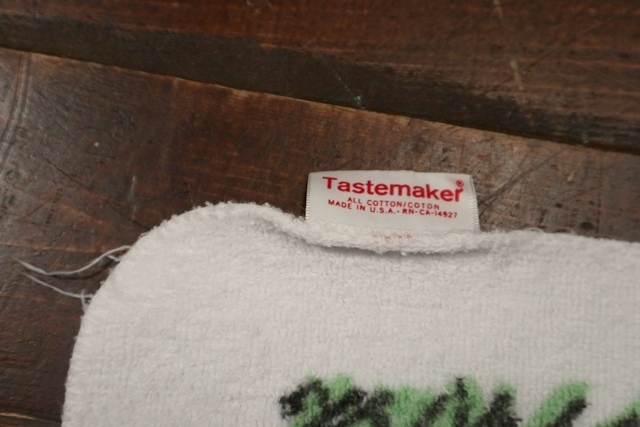 Tastemaker®
ALL COTTON/COTON
MADE IN U.S.A. • RN-CA-14927